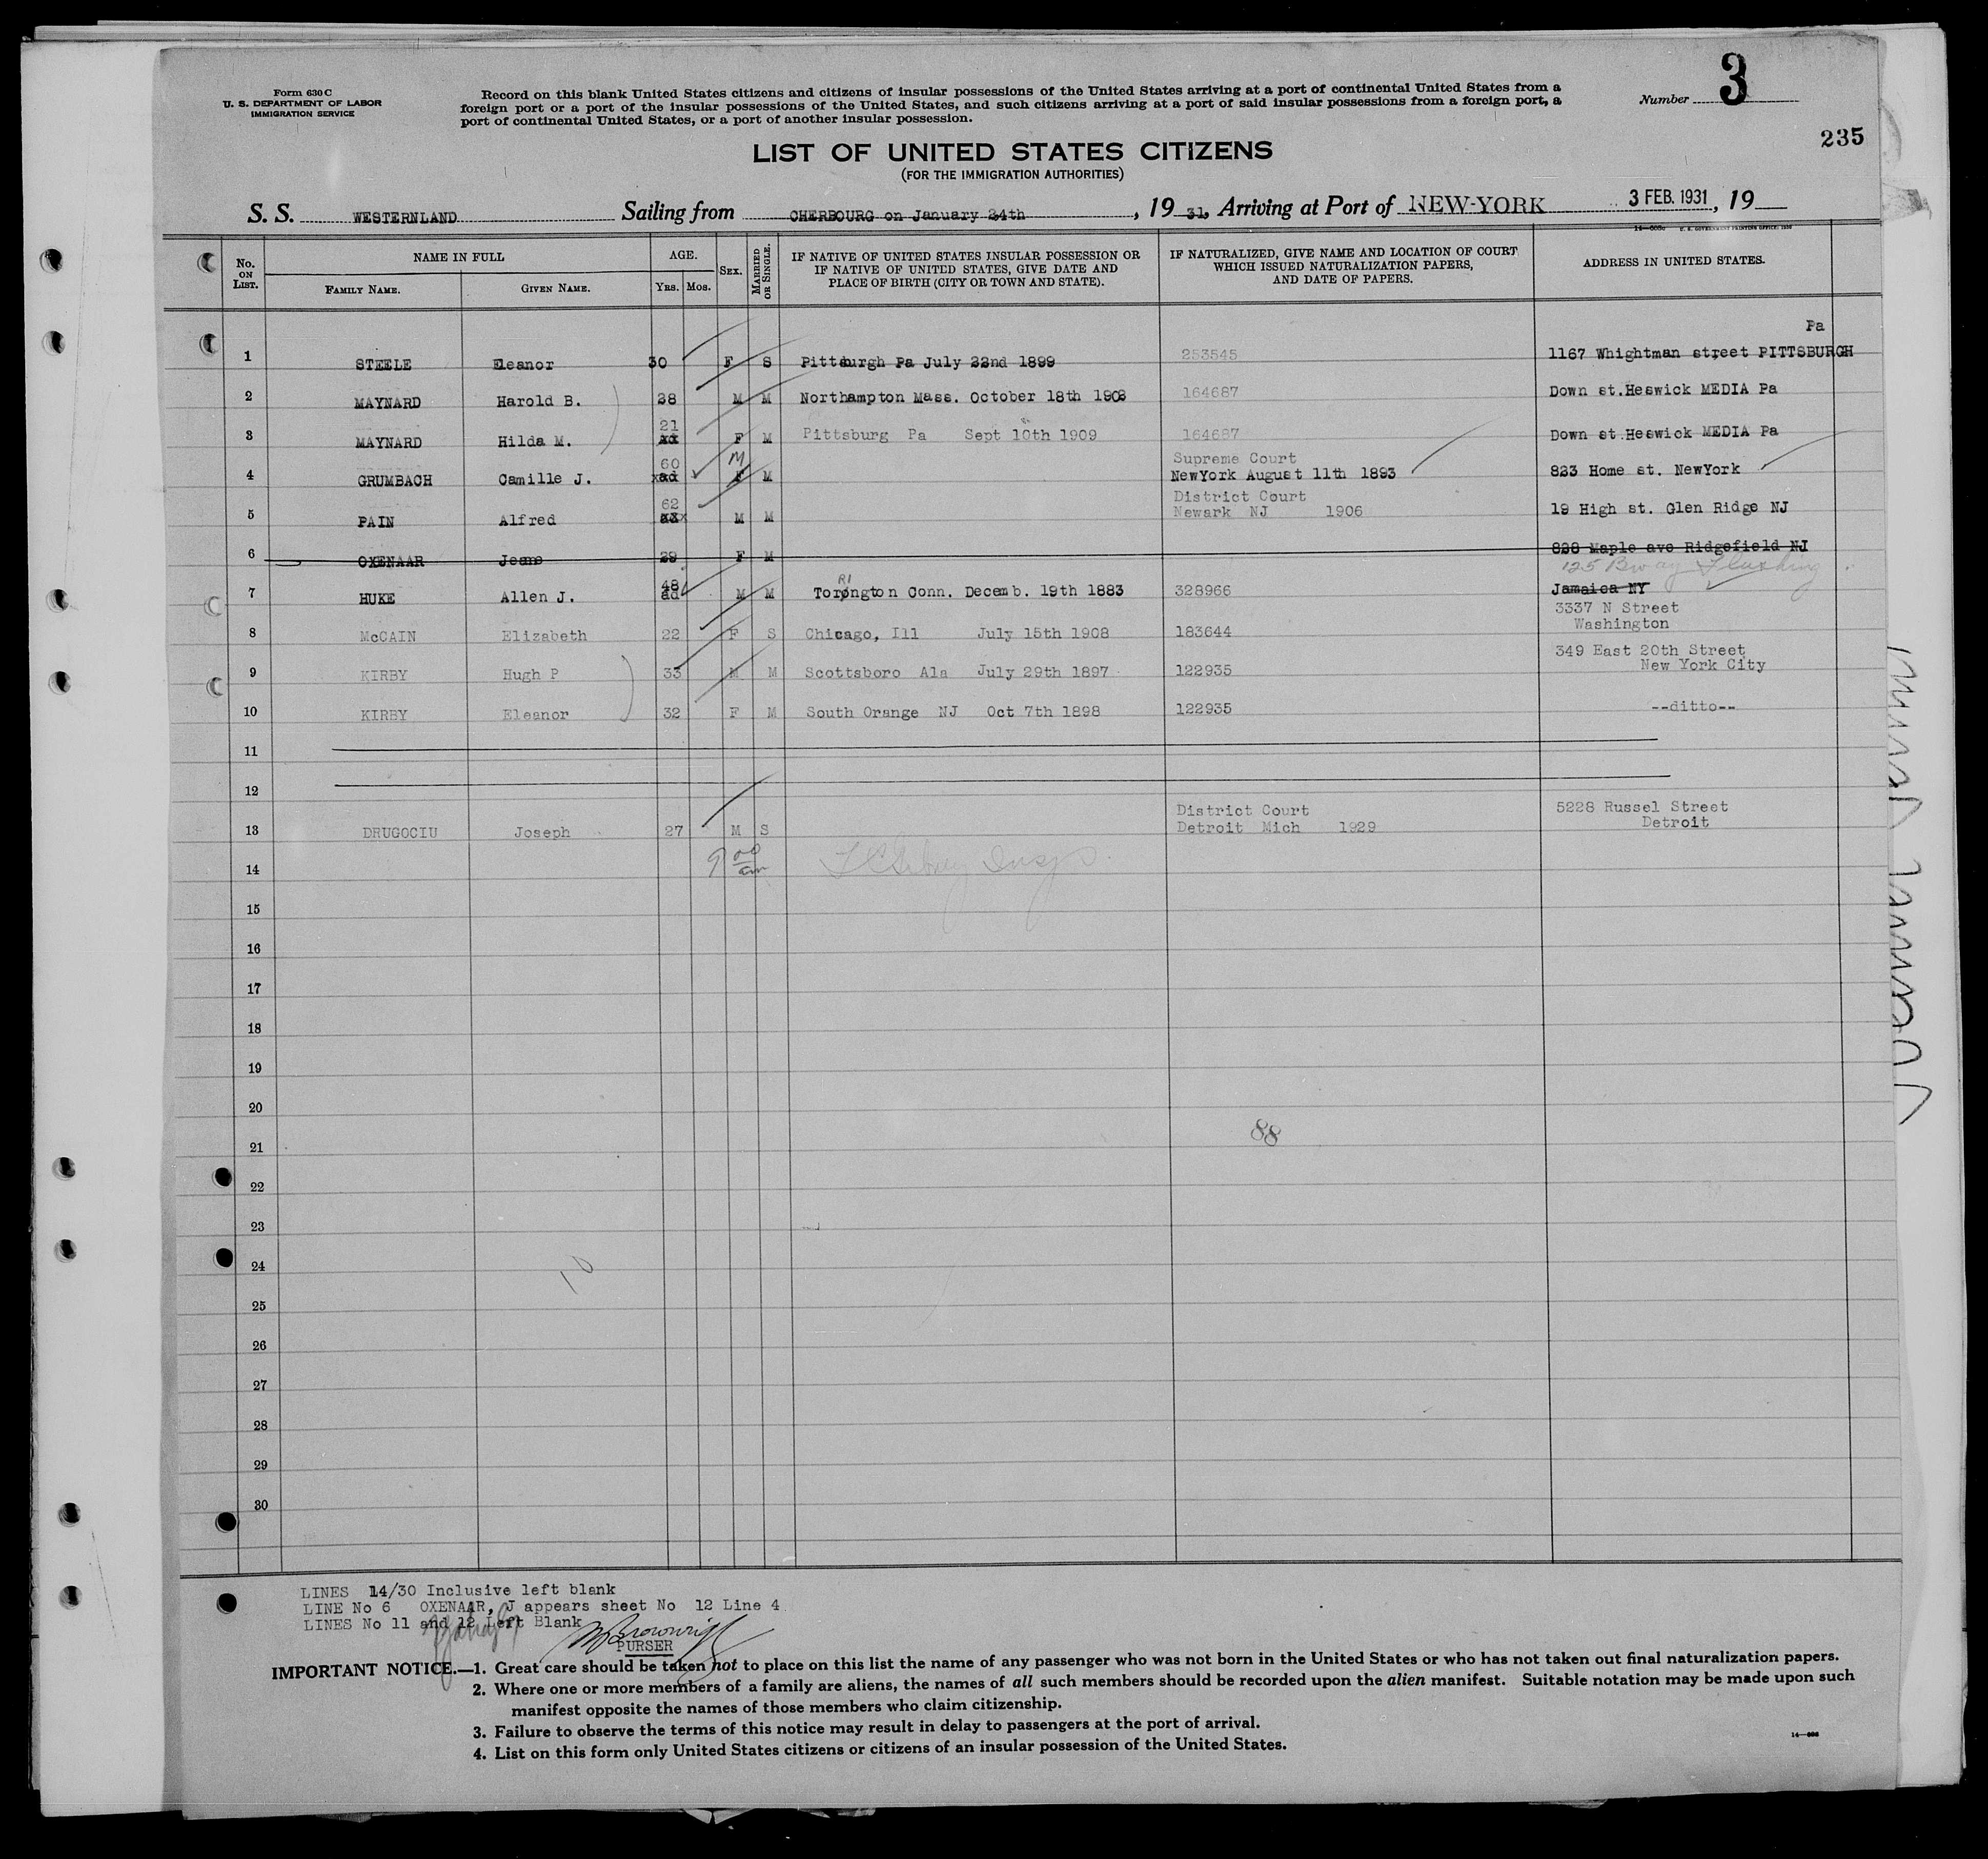 3
Form 630 C
U. S. DEPARTMENT OF LABOR
IMMIGRATION SERVICE
Record on this blank United States citizens and citizens of insular possessions of the United States arriving at a port of continental United States from a
foreign port or a port of the insular possessions of the United States, and such citizens arriving at a port of said insular possessions from a foreign port, a
port of continental United States, or a port of another insular possession.
Number
235
LIST OF UNITED STATES CITIZENS
(FOR THE IMMIGRATION AUTHORITIES)
S. S. WESTERNLAND Sailing from CHERBOURG on January 24th, 19 31, Arriving at Port of NEW-YORK 3 FEB. 1931, 19
No. ON LIST.
NAME IN FULL
FAMILY NAME. GIVEN NAME.
AGE.
YRS. MOS.
SEX.
MARRIED OR SINGLE.
IF NATIVE OF UNITED STATES INSULAR POSSESSION OR
IF NATIVE OF UNITED STATES, GIVE DATE AND
PLACE OF BIRTH (CITY OR TOWN AND STATE).
IF NATURALIZED, GIVE NAME AND LOCATION OF COURT
WHICH ISSUED NATURALIZATION PAPERS,
AND DATE OF PAPERS.
ADDRESS IN UNITED STATES.
Pa
1 STEELE Eleanor 30 F S Pittsburgh Pa July 22nd 1899 253545 1167 Whightman street PITTSBURGH
2 MAYNARD Harold B. 28 M M Northampton Mass. October 18th 1902 164687 Down st.Heswick MEDIA Pa
21
3 MAYNARD Hilda M. F M Pittsburg Pa Sept 10th 1909 164687 Down st.Heswick MEDIA Pa
60 M Supreme Court
4 GRUMBACH Camille J. xad F M NewYork August 11th 1893 823 Home st. NewYork
62 District Court
5 PAIN Alfred M M Newark NJ 1906 19 High st. Glen Ridge NJ
6 OXENAAR Jeane 29 F M 828 Maple ave Ridgefield NJ
125 Bway Flushing
48 RI
7 HUKE Allen J. ad M M Torongton Conn. Decemb. 19th 1883 328966 Jamaica NY
3337 N Street
8 McCAIN Elizabeth 22 F S Chicago, Ill July 15th 1908 183644 Washington
349 East 20th Street
9 KIRBY Hugh P 33 M M Scottsboro Ala July 29th 1897 122935 New York City
10 KIRBY Eleanor 32 F M South Orange NJ Oct 7th 1898 122935 --ditto--
11
12
District Court 5228 Russel Street
13 DRUGOCIU Joseph 27 M S Detroit Mich 1929 Detroit
14 9 00 am
15
16
17
18
19
20
88
21
22
23
24
10
25
26
27
28
29
30
LINES 14/30 Inclusive left blank
LINE No 6 OXENAAR, J appears sheet No 12 Line 4
LINES No 11 and 12 Left Blank
PURSER
IMPORTANT NOTICE.—1. Great care should be taken not to place on this list the name of any passenger who was not born in the United States or who has not taken out final naturalization papers.
2. Where one or more members of a family are aliens, the names of all such members should be recorded upon the alien manifest. Suitable notation may be made upon such
manifest opposite the names of those members who claim citizenship.
3. Failure to observe the terms of this notice may result in delay to passengers at the port of arrival.
4. List on this form only United States citizens or citizens of an insular possession of the United States.